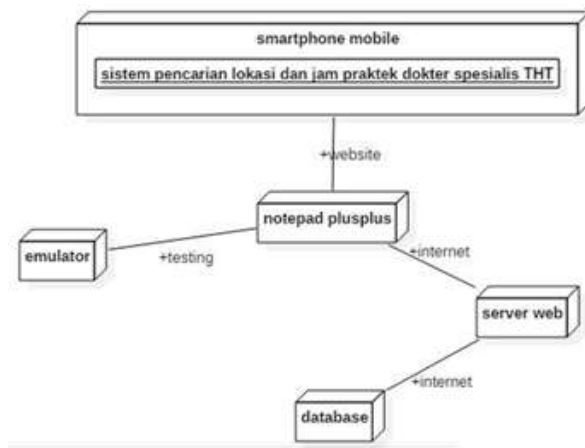 smartphone mobile
sistem pencarian lokasi dan jam praktek dokter spesialis THT
+website
notepad plusplus
emulator
+testing
+internet
server web
+internet
database